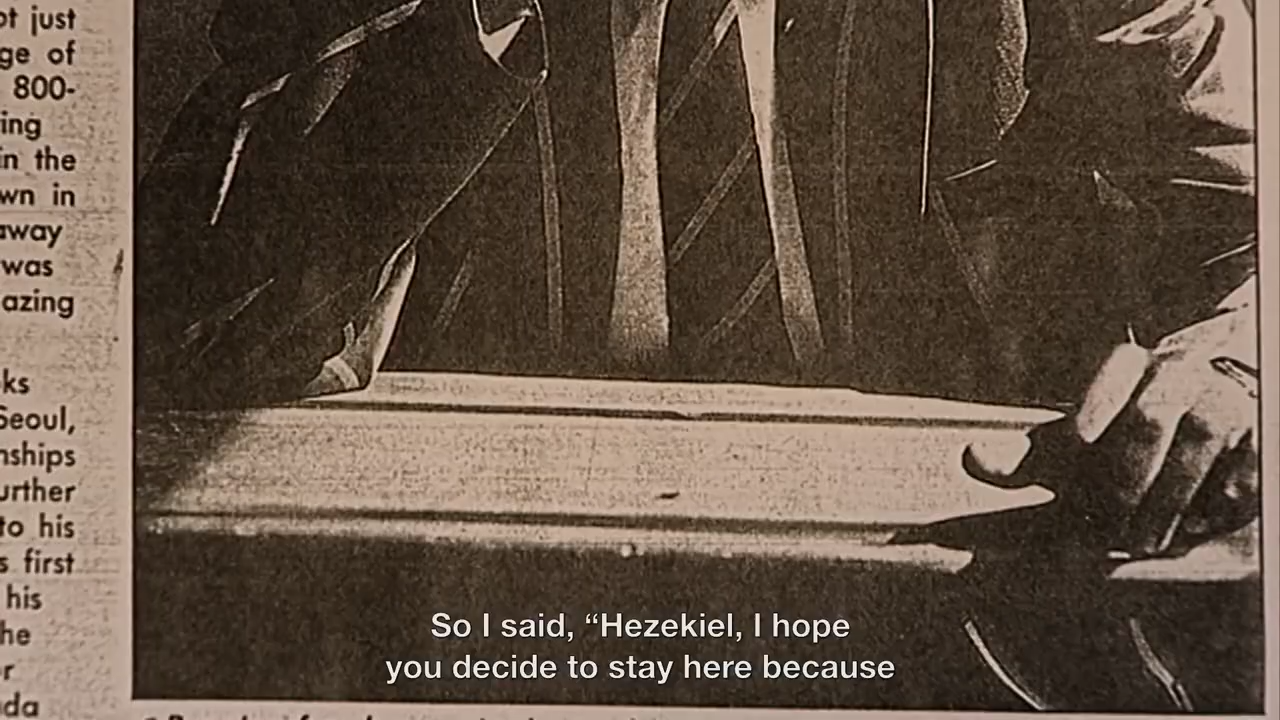 ot just
ge of
800-
ing
in the
wn in
away
was
azing
ks
Seoul,
nships
urther
to his
s first
his
he
r
da
So I said, “Hezekiel, I hope
you decide to stay here because